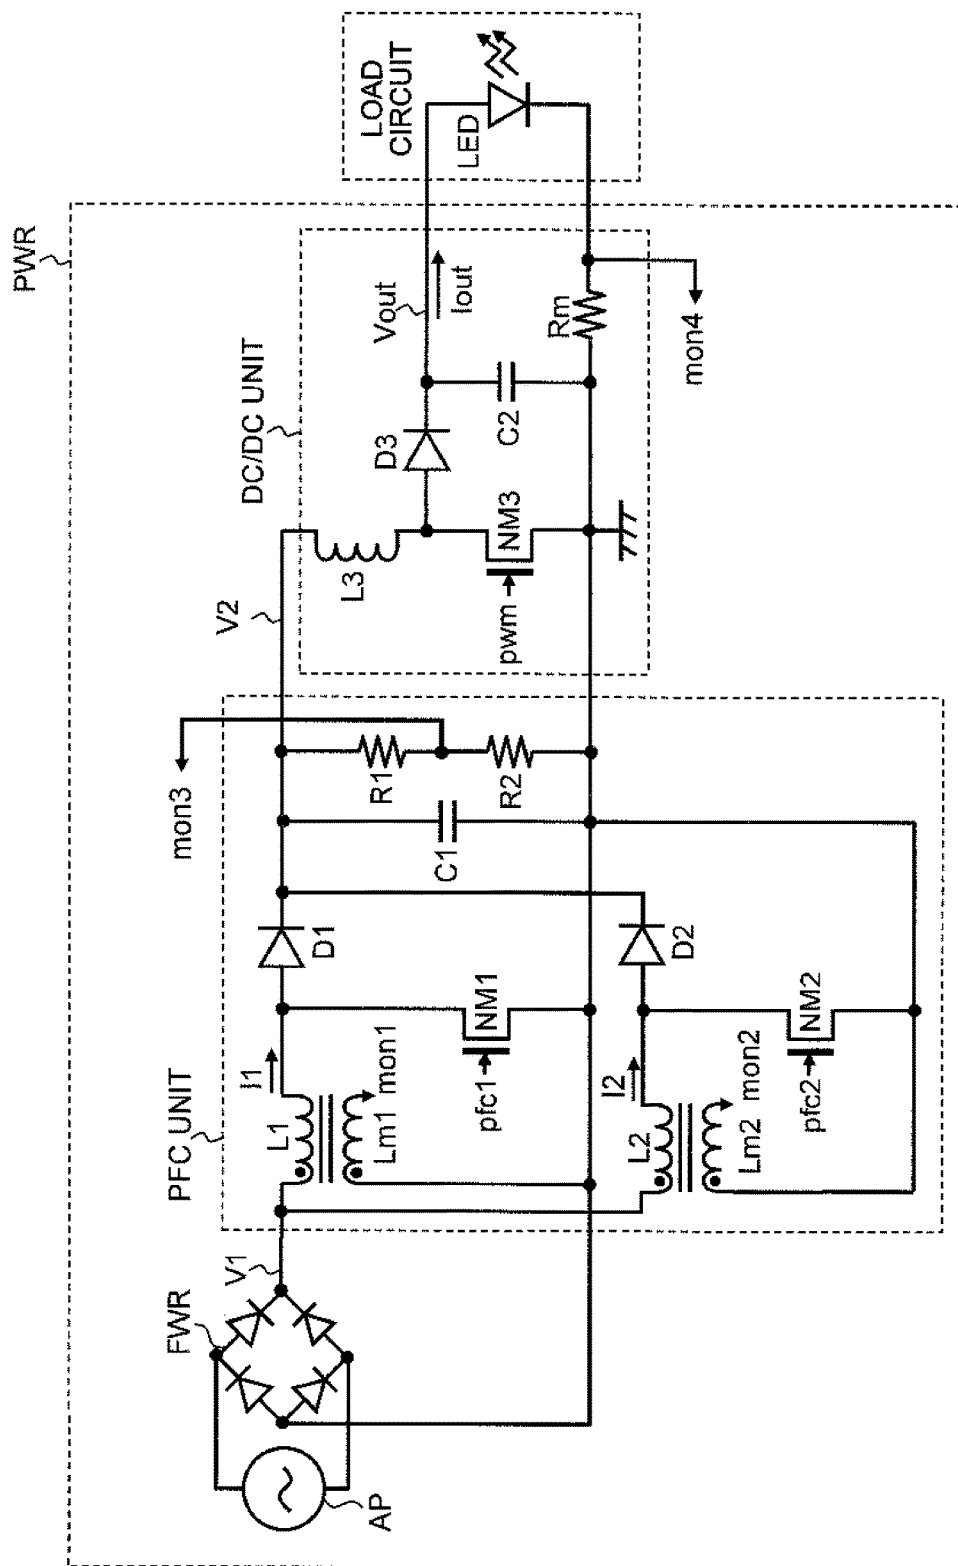 PWR
LOAD
CIRCUIT
LED
DC/DC UNIT
Vout
Iout
D3
C2
Rm
mon4
V2
L3
NM3
pwm
PFC UNIT
mon3
R1
R2
C1
D1
D2
I1
L1
Lm1
mon1
NM1
pfc1
I2
L2
Lm2
mon2
NM2
pfc2
V1
FWR
AP